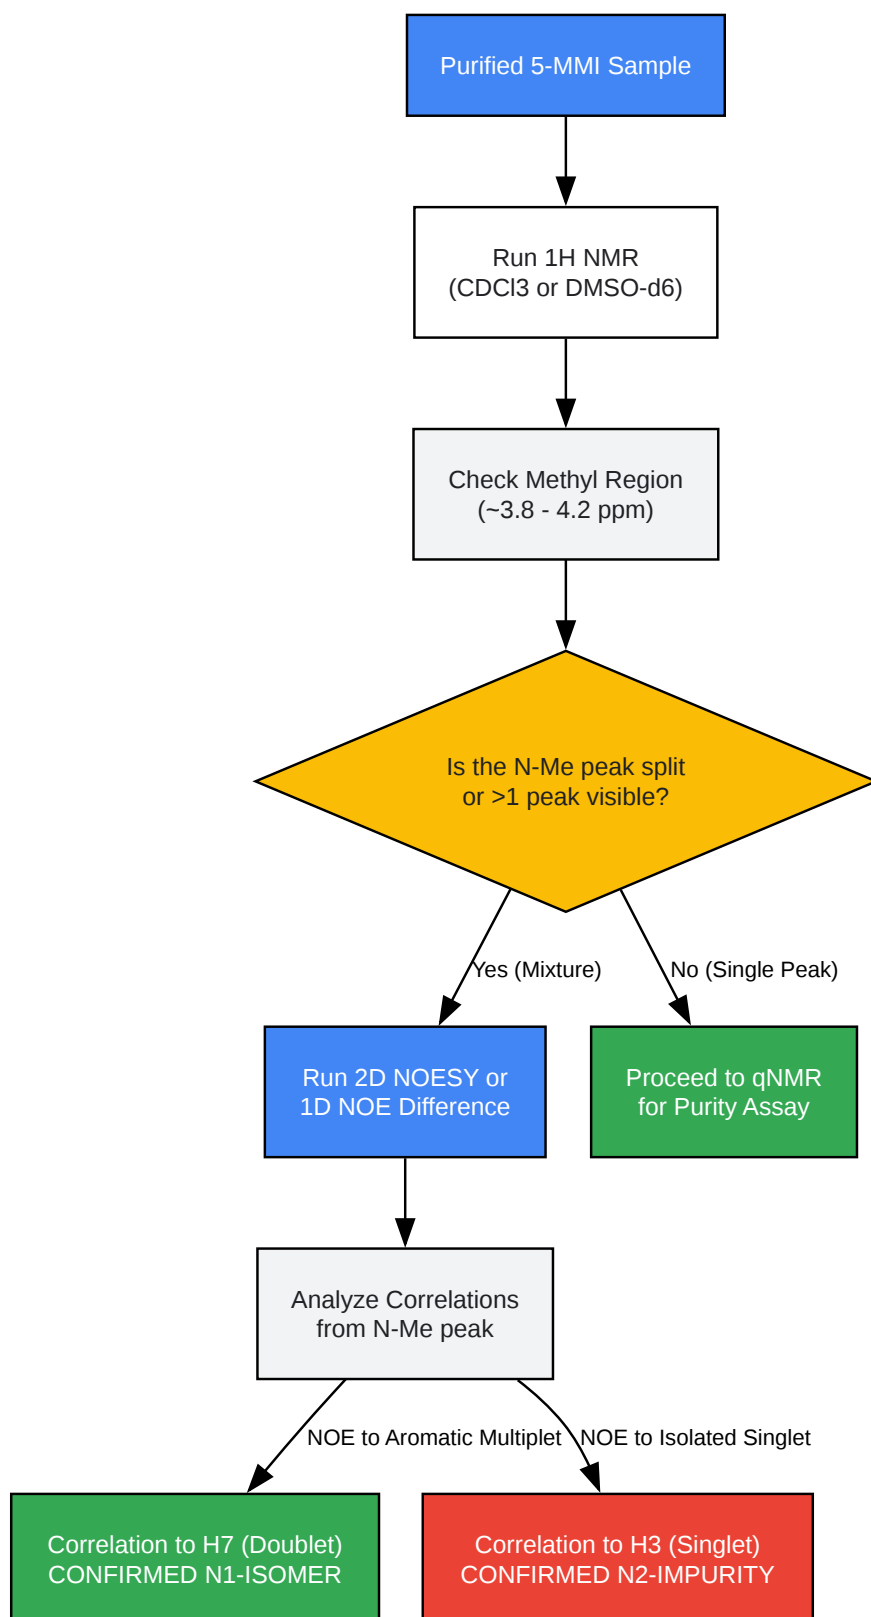 Purified 5-MMI Sample
Run 1H NMR
(CDCl3 or DMSO-d6)
Check Methyl Region
(~3.8 - 4.2 ppm)
Is the N-Me peak split
or >1 peak visible?
Yes (Mixture)
No (Single Peak)
Run 2D NOESY or
1D NOE Difference
Proceed to qNMR
for Purity Assay
Analyze Correlations
from N-Me peak
NOE to Aromatic Multiplet
NOE to Isolated Singlet
Correlation to H7 (Doublet)
CONFIRMED N1-ISOMER
Correlation to H3 (Singlet)
CONFIRMED N2-IMPURITY